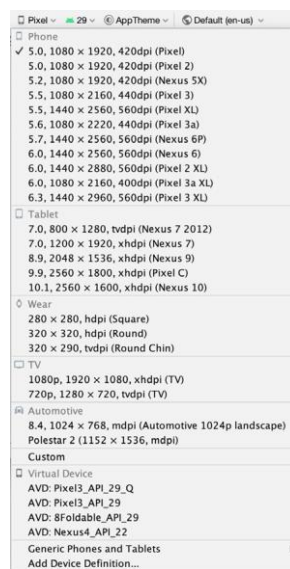 Pixel 29 AppTheme Default (en-us)
Phone
✓ 5.0, 1080 × 1920, 420dpi (Pixel)
5.0, 1080 × 1920, 420dpi (Pixel 2)
5.2, 1080 × 1920, 420dpi (Nexus 5X)
5.5, 1080 × 2160, 440dpi (Pixel 3)
5.5, 1440 × 2560, 560dpi (Pixel XL)
5.6, 1080 × 2220, 440dpi (Pixel 3a)
5.7, 1440 × 2560, 560dpi (Nexus 6P)
6.0, 1440 × 2560, 560dpi (Nexus 6)
6.0, 1440 × 2880, 560dpi (Pixel 2 XL)
6.0, 1080 × 2160, 400dpi (Pixel 3a XL)
6.3, 1440 × 2960, 560dpi (Pixel 3 XL)
Tablet
7.0, 800 × 1280, tvdpi (Nexus 7 2012)
7.0, 1200 × 1920, xhdpi (Nexus 7)
8.9, 2048 × 1536, xhdpi (Nexus 9)
9.9, 2560 × 1800, xhdpi (Pixel C)
10.1, 2560 × 1600, xhdpi (Nexus 10)
Wear
280 × 280, hdpi (Square)
320 × 320, hdpi (Round)
320 × 290, tvdpi (Round Chin)
TV
1080p, 1920 × 1080, xhdpi (TV)
720p, 1280 × 720, tvdpi (TV)
Automotive
8.4, 1024 × 768, mdpi (Automotive 1024p landscape)
Polestar 2 (1152 × 1536, mdpi)
Custom
Virtual Device
AVD: Pixel3_API_29_Q
AVD: Pixel3_API_29
AVD: 8Foldable_API_29
AVD: Nexus4_API_22
Generic Phones and Tablets
Add Device Definition...